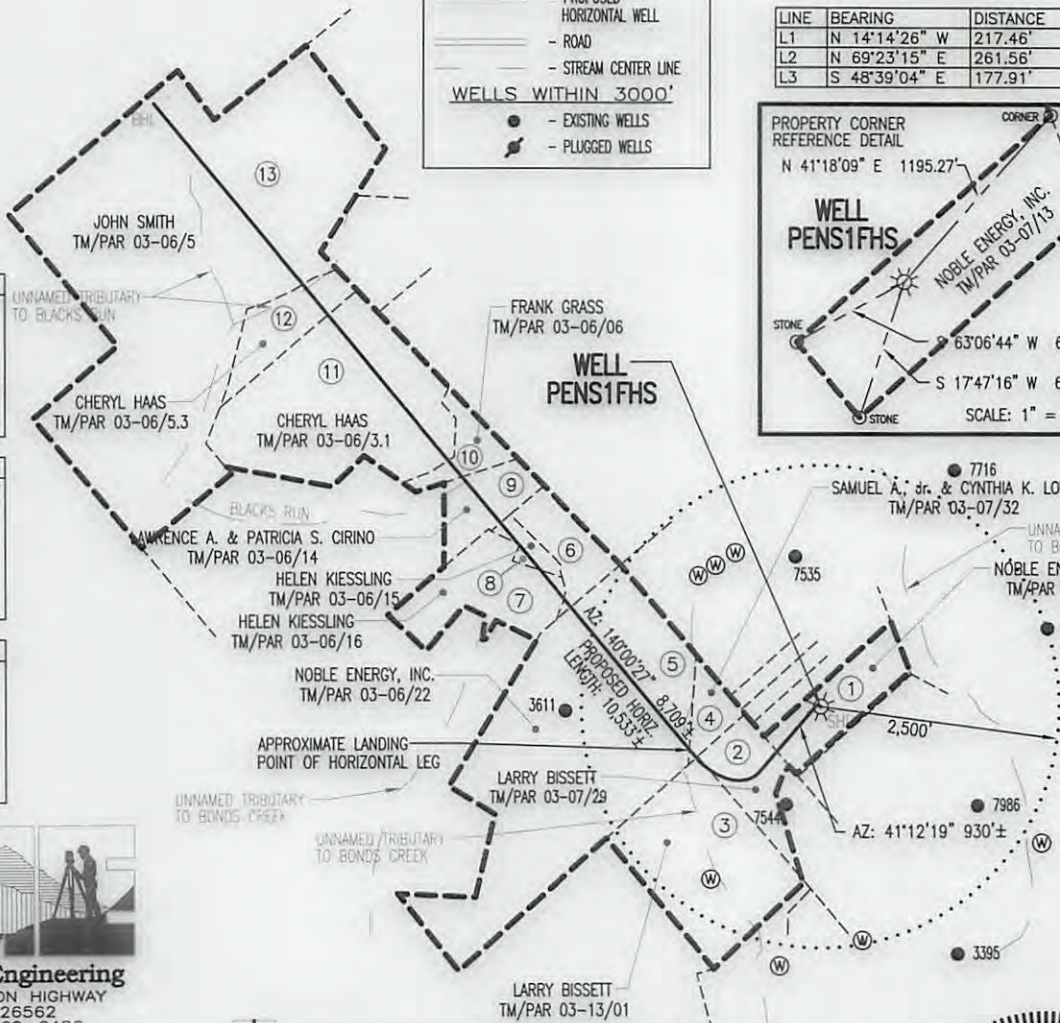 PROPOSED
HORIZONTAL WELL
- ROAD
- STREAM CENTER LINE
WELLS WITHIN 3000'
- EXISTING WELLS
- PLUGGED WELLS
LINE BEARING DISTANCE
L1 N 14°14'26" W 217.46'
L2 N 69°23'15" E 261.56'
L3 S 48°39'04" E 177.91'
PROPERTY CORNER
REFERENCE DETAIL
CORNER
N 41°18'09" E 1195.27'
WELL
PENS1FHS
NOBLE ENERGY, INC.
TM/PAR 03-07/13
STONE
S 63°06'44" W 6
S 17°47'16" W 6
STONE
SCALE: 1" =
BHL
13
JOHN SMITH
TM/PAR 03-06/5
UNNAMED TRIBUTARY
TO BLACKS RUN
12
FRANK GRASS
TM/PAR 03-06/06
WELL
PENS1FHS
11
CHERYL HAAS
TM/PAR 03-06/5.3
CHERYL HAAS
TM/PAR 03-06/3.1
10
9
7716
SAMUEL A., Jr. & CYNTHIA K. LO
TM/PAR 03-07/32
BLACKS RUN
LAWRENCE A. & PATRICIA S. CIRINO
TM/PAR 03-06/14
UNNA
TO B
6
W W W
7535
NOBLE EN
TM/PAR
HELEN KIESSLING
TM/PAR 03-06/15
8
7
HELEN KIESSLING
TM/PAR 03-06/16
AZ: 140°00'27" 8,709'±
PROPOSED HORIZ.
LENGTH: 10,533'±
NOBLE ENERGY, INC.
TM/PAR 03-06/22
5
1
4
3611
SHL
2,500'
APPROXIMATE LANDING
POINT OF HORIZONTAL LEG
2
LARRY BISSETT
TM/PAR 03-07/29
UNNAMED TRIBUTARY
TO BONDS CREEK
7544
7986
3
UNNAMED TRIBUTARY
TO BONDS CREEK
AZ: 41°12'19" 930'±
W
W
W
W
3395
Engineering
ON HIGHWAY
26562
LARRY BISSETT
TM/PAR 03-13/01